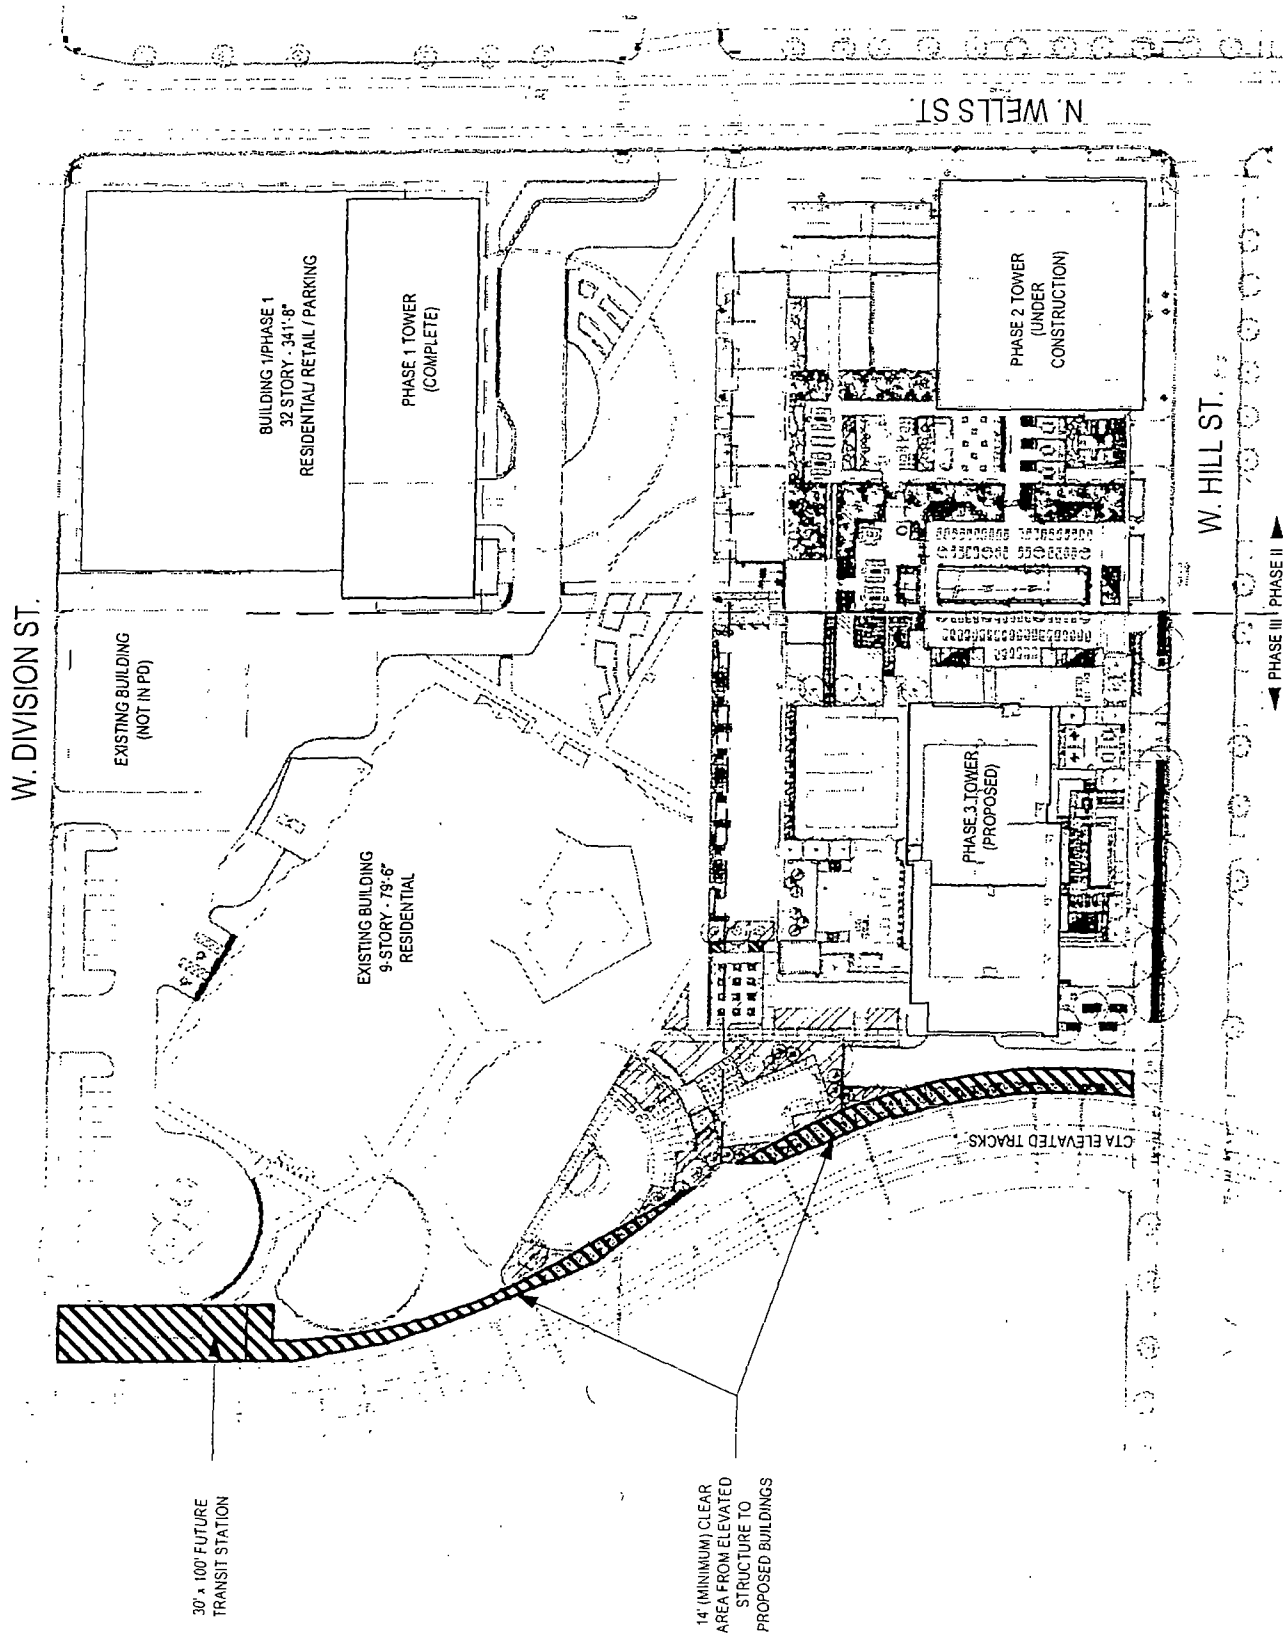 W. DIVISION ST.
N. WELLS ST.
BUILDING 1/PHASE 1
32 STORY - 341'-8"
RESIDENTIAL/ RETAIL / PARKING
PHASE 1 TOWER
(COMPLETE)
EXISTING BUILDING
(NOT IN PD)
EXISTING BUILDING
9-STORY - 79'-6"
RESIDENTIAL
PHASE 2 TOWER
(UNDER
CONSTRUCTION)
PHASE 3 TOWER
(PROPOSED)
W. HILL ST.
PHASE III
PHASE II
CTA ELEVATED TRACKS
30' x 100' FUTURE
TRANSIT STATION
14' (MINIMUM) CLEAR
AREA FROM ELEVATED
STRUCTURE TO
PROPOSED BUILDINGS